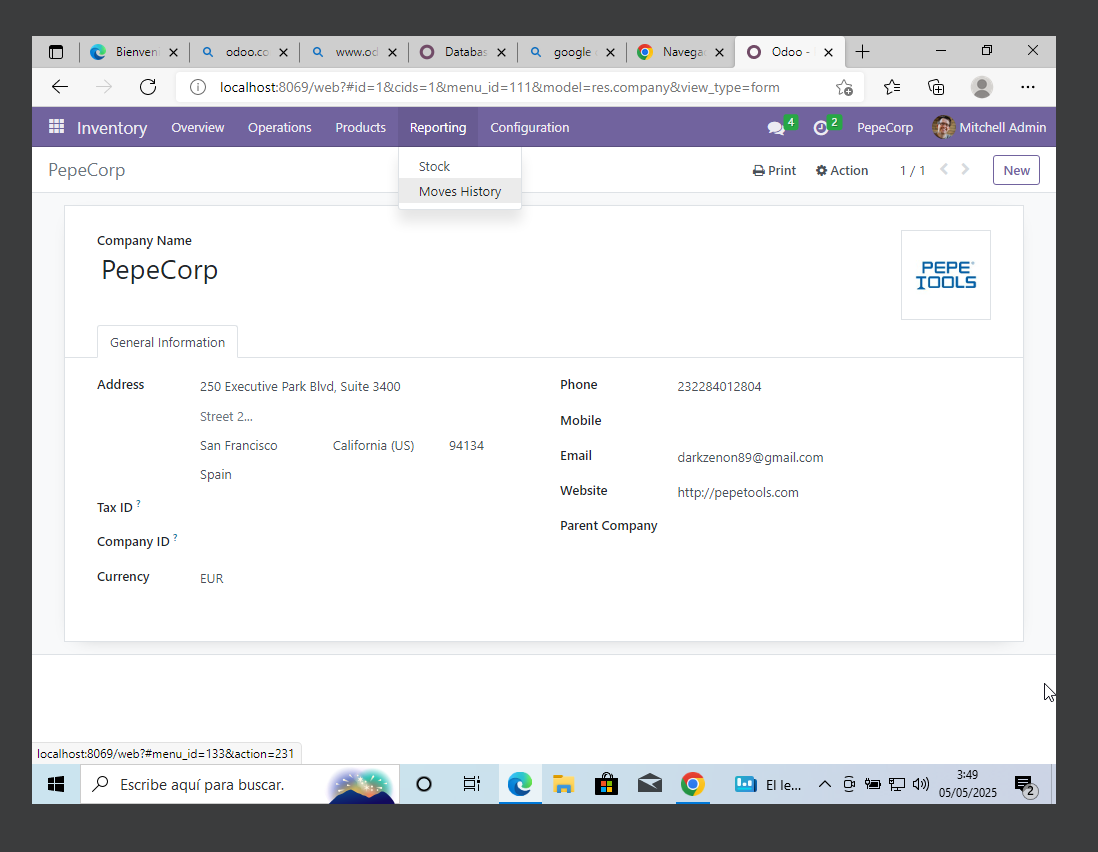 Bienven
odoo.co
www.od
Databas
google
Navega
Odoo -
localhost:8069/web?#id=1&cids=1&menu_id=111&model=res.company&view_type=form
Inventory Overview Operations Products Reporting Configuration 4 2 PepeCorp Mitchell Admin
PepeCorp
Stock
Moves History
Print Action 1 / 1 New
Company Name
PepeCorp
PEPE TOOLS
General Information
Address 250 Executive Park Blvd, Suite 3400
Street 2...
San Francisco California (US) 94134
Spain
Tax ID ?
Company ID ?
Currency EUR
Phone 232284012804
Mobile
Email darkzenon89@gmail.com
Website http://pepetools.com
Parent Company
localhost:8069/web?#menu_id=133&action=231
Escribe aquí para buscar.
El le...
3:49
05/05/2025
2